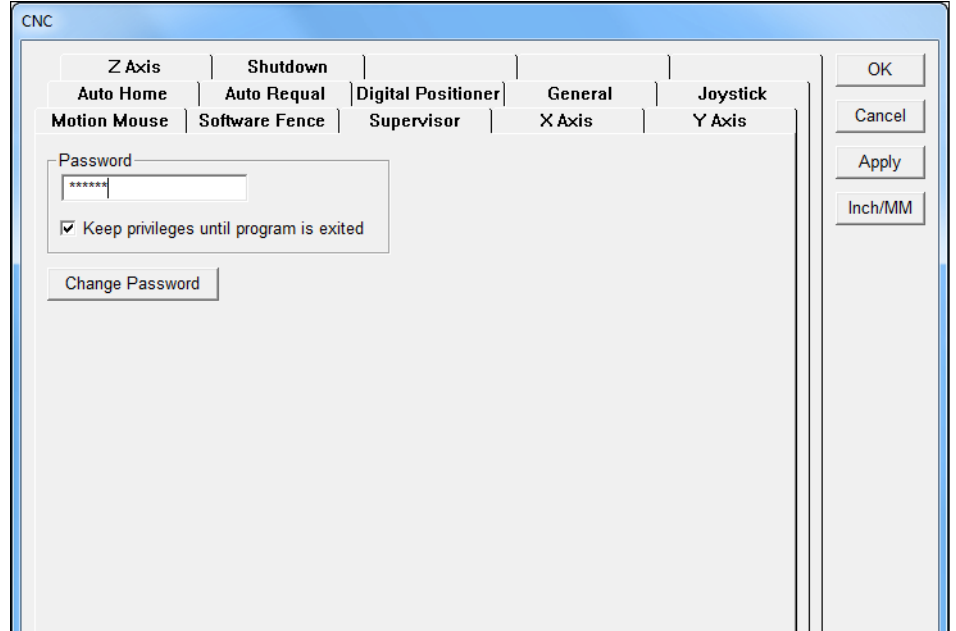 CNC
Z Axis Shutdown
Auto Home Auto Requal Digital Positioner General Joystick
Motion Mouse Software Fence Supervisor X Axis Y Axis
Password
******
Keep privileges until program is exited
Change Password
OK
Cancel
Apply
Inch/MM